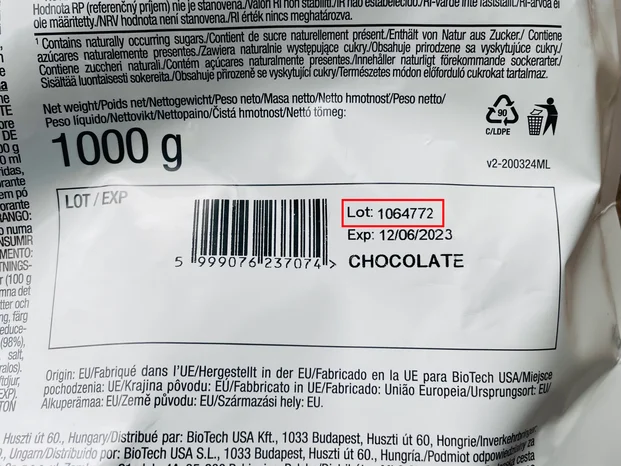 Hodnota RP (referenčný príjem) nie je stanovená./Valori RI non stabiliti./IR não estabelecido./RI-värde inte fastställt./RI-arvoa ei
ole määritetty./NRV hodnota není stanovena./RI érték nincs meghatározva.
¹ Contains naturally occurring sugars./Contient de sucre naturellement présent./Enthält von Natur aus Zucker./ Contiene
azúcares naturalmente presentes./Zawiera naturalnie występujące cukry./Obsahuje prirodzene sa vyskytujúce cukry./
Contiene zuccheri naturali./Contém açúcares naturalmente presentes./Innehåller naturligt förekommande sockerarter./
Sisältää luontaisesti sokereita./Obsahuje přirozeně se vyskytující cukry/Természetes módon előforduló cukrokat tartalmaz.
Net weight/Poids net/Nettogewicht/Peso neto/Masa netto/Netto hmotnosť/Peso netto/
Peso líquido/Nettovikt/Nettopaino/Čistá hmotnost/Nettó tömeg:
1000 g
90
C/LDPE
v2-200324ML
LOT / EXP
Lot: 1064772
Exp: 12/06/2023
CHOCOLATE
5 999076 237074 >
Origin: EU/Fabriqué dans l'UE/Hergestellt in der EU/Fabricado en la UE para BioTech USA/Miejsce
pochodzenia: UE/Krajina pôvodu: EÚ/Fabbricato in UE/Fabricado: União Europeia/Ursprungsort: EU/
Alkuperämaa: EU/Země původu: EU/Származási hely: EU.
Huszti út 60., Hungary/Distribué par: BioTech USA Kft., 1033 Budapest, Huszti út 60, Hongrie/Inverkehrbringer:
Ungarn/Distribuido por: BioTech USA S.L., 1033 Budapest, Huszti út 60., Hungría./Podmiot odpowiedzialny za